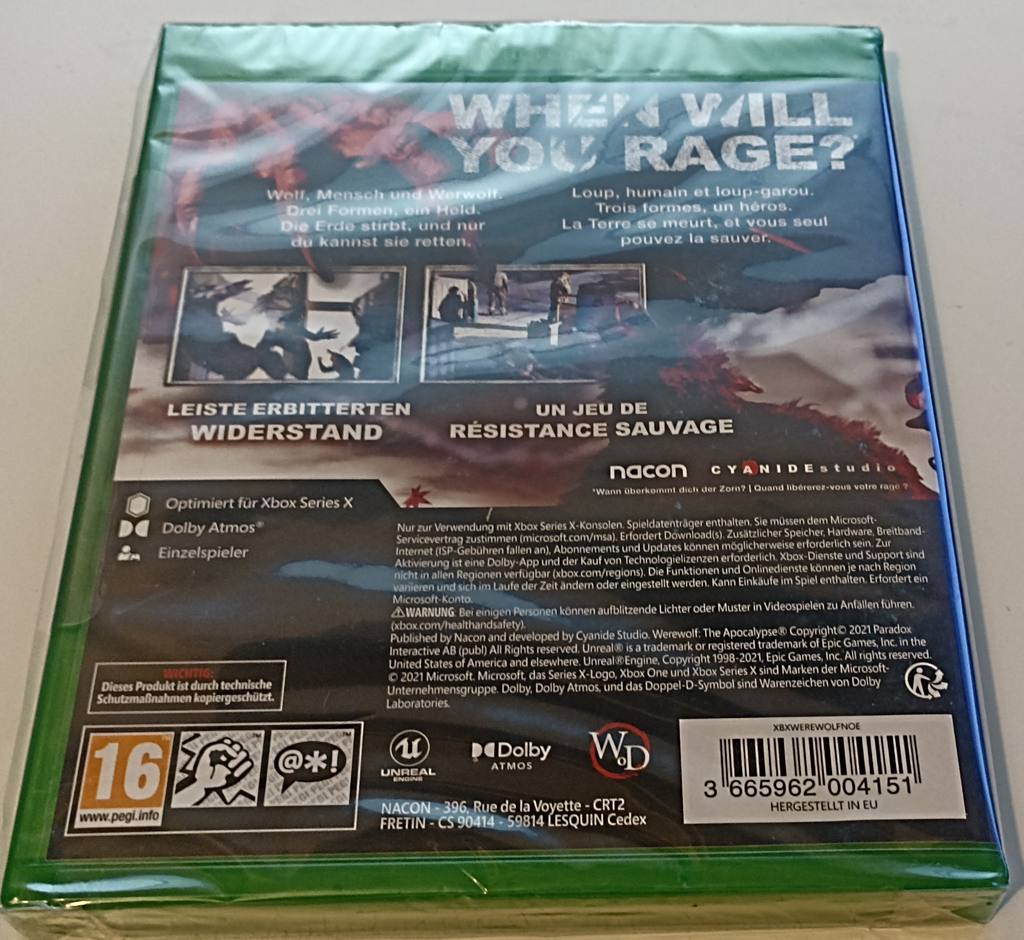 WHEN WILL
YOU RAGE?
Wolf, Mensch und Werwolf.
Drei Formen, ein Held.
Die Erde stirbt, und nur
du kannst sie retten.
Loup, humain et loup-garou.
Trois formes, un héros.
La Terre se meurt, et vous seul
pouvez la sauver.
LEISTE ERBITTERTEN
WIDERSTAND
UN JEU DE
RÉSISTANCE SAUVAGE
nacon CYANIDE studio
*Wann überkommt dich der Zorn? | Quand libérerez-vous votre rage ?
Optimiert für Xbox Series X
Dolby Atmos®
Einzelspieler
Nur zur Verwendung mit Xbox Series X-Konsolen. Spieldatenträger enthalten. Sie müssen dem Microsoft-
Servicevertrag zustimmen (microsoft.com/msa). Erfordert Download(s). Zusätzlicher Speicher, Hardware, Breitband-
Internet (ISP-Gebühren fallen an), Abonnements und Updates können möglicherweise erforderlich sein. Zur
Aktivierung ist eine Dolby-App und der Kauf von Technologielizenzen erforderlich. Xbox-Dienste und Support sind
nicht in allen Regionen verfügbar (xbox.com/regions). Die Funktionen und Onlinedienste können je nach Region
variieren und sich im Laufe der Zeit ändern oder eingestellt werden. Kann Einkäufe im Spiel enthalten. Erfordert ein
Microsoft-Konto.
⚠WARNUNG: Bei einigen Personen können aufblitzende Lichter oder Muster in Videospielen zu Anfällen führen.
(xbox.com/healthandsafety).
Published by Nacon and developed by Cyanide Studio. Werewolf: The Apocalypse® Copyright© 2021 Paradox
Interactive AB (publ) All Rights reserved. Unreal® is a trademark or registered trademark of Epic Games, Inc. in the
United States of America and elsewhere. Unreal® Engine, Copyright 1998-2021, Epic Games, Inc. All rights reserved.
© 2021 Microsoft. Microsoft, das Series X-Logo, Xbox One und Xbox Series X sind Marken der Microsoft-
Unternehmensgruppe. Dolby, Dolby Atmos, und das Doppel-D-Symbol sind Warenzeichen von Dolby
Laboratories.
WICHTIG:
Dieses Produkt ist durch technische
Schutzmaßnahmen kopiergeschützt.
16
www.pegi.info
@*!
UNREAL
ENGINE
Dolby
ATMOS
WoD
NACON - 396, Rue de la Voyette - CRT2
FRETIN - CS 90414 - 59814 LESQUIN Cedex
XBXWEREWOLFNOE
3 665962 004151
HERGESTELLT IN EU